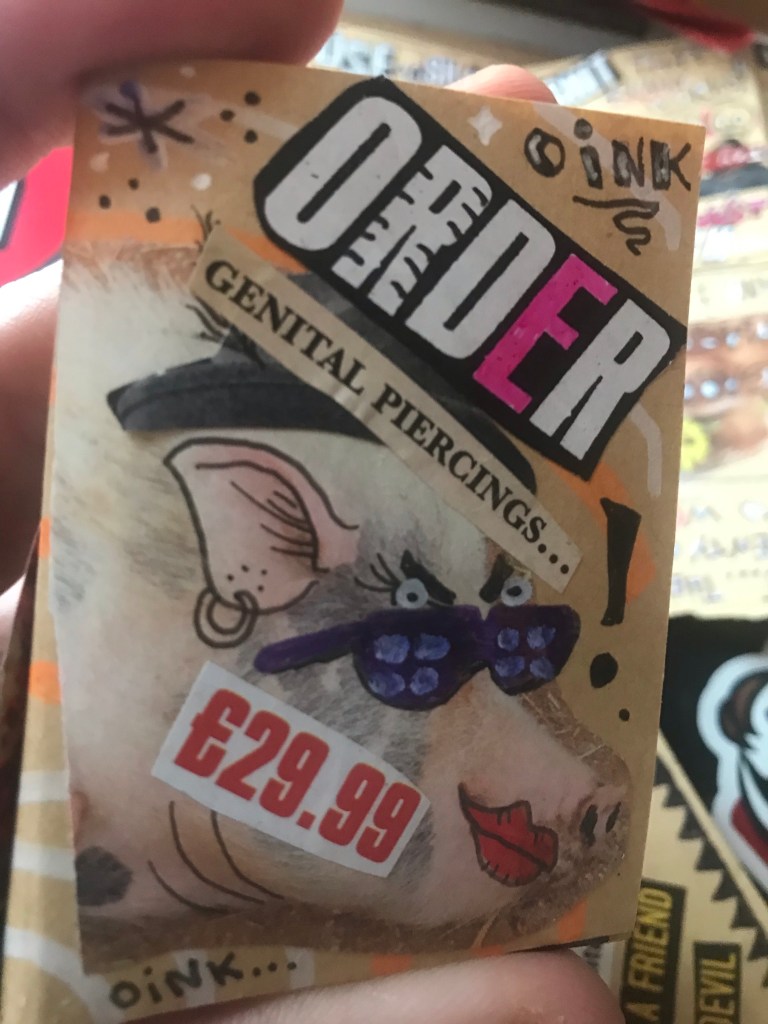 ORDER
OiNK
GENITAL PIERCINGS...
!
£29.99
OiNK...
A FRIEND
DEVIL